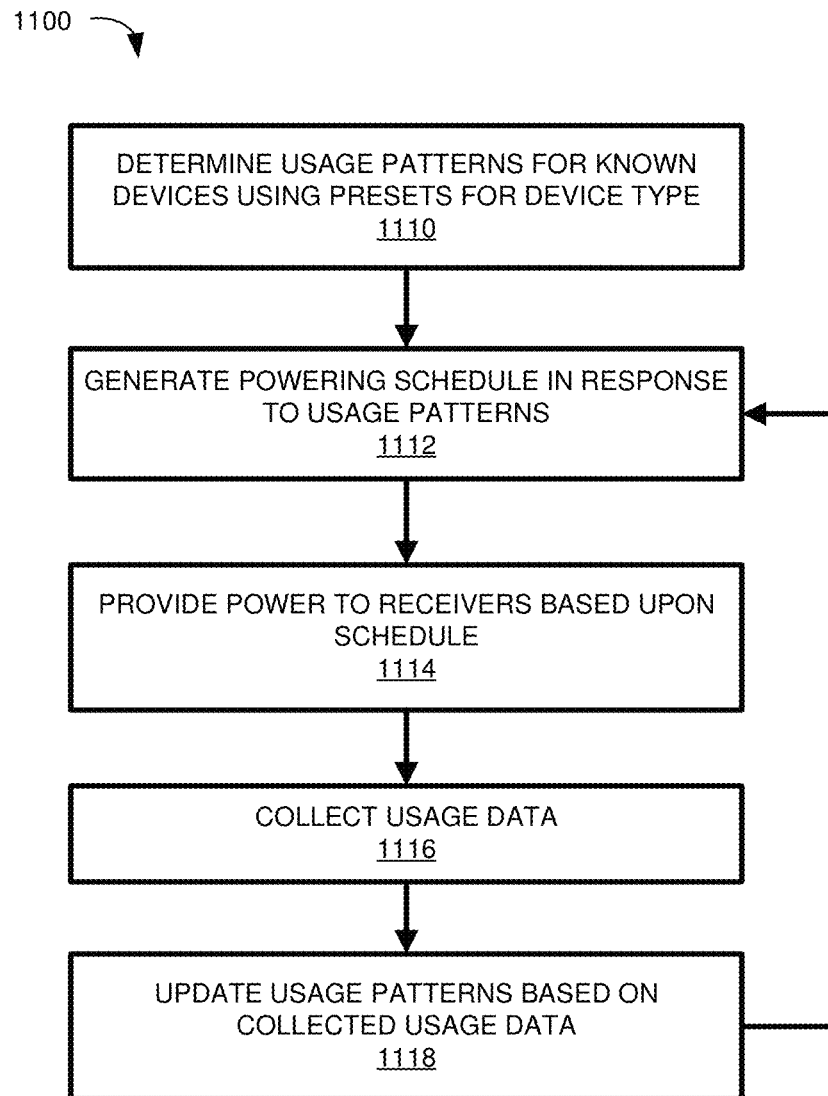 1100
DETERMINE USAGE PATTERNS FOR KNOWN
DEVICES USING PRESETS FOR DEVICE TYPE
1110
GENERATE POWERING SCHEDULE IN RESPONSE
TO USAGE PATTERNS
1112
PROVIDE POWER TO RECEIVERS BASED UPON
SCHEDULE
1114
COLLECT USAGE DATA
1116
UPDATE USAGE PATTERNS BASED ON
COLLECTED USAGE DATA
1118